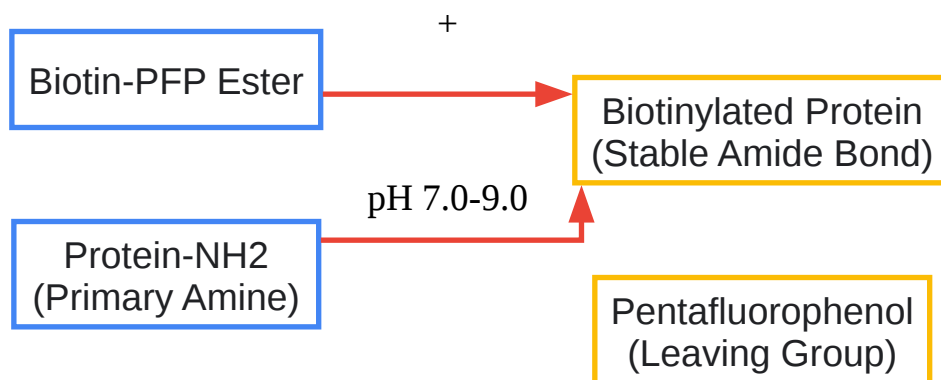 +
Biotin-PFP Ester
Biotinylated Protein
(Stable Amide Bond)
pH 7.0-9.0
Protein-NH2
(Primary Amine)
Pentafluorophenol
(Leaving Group)